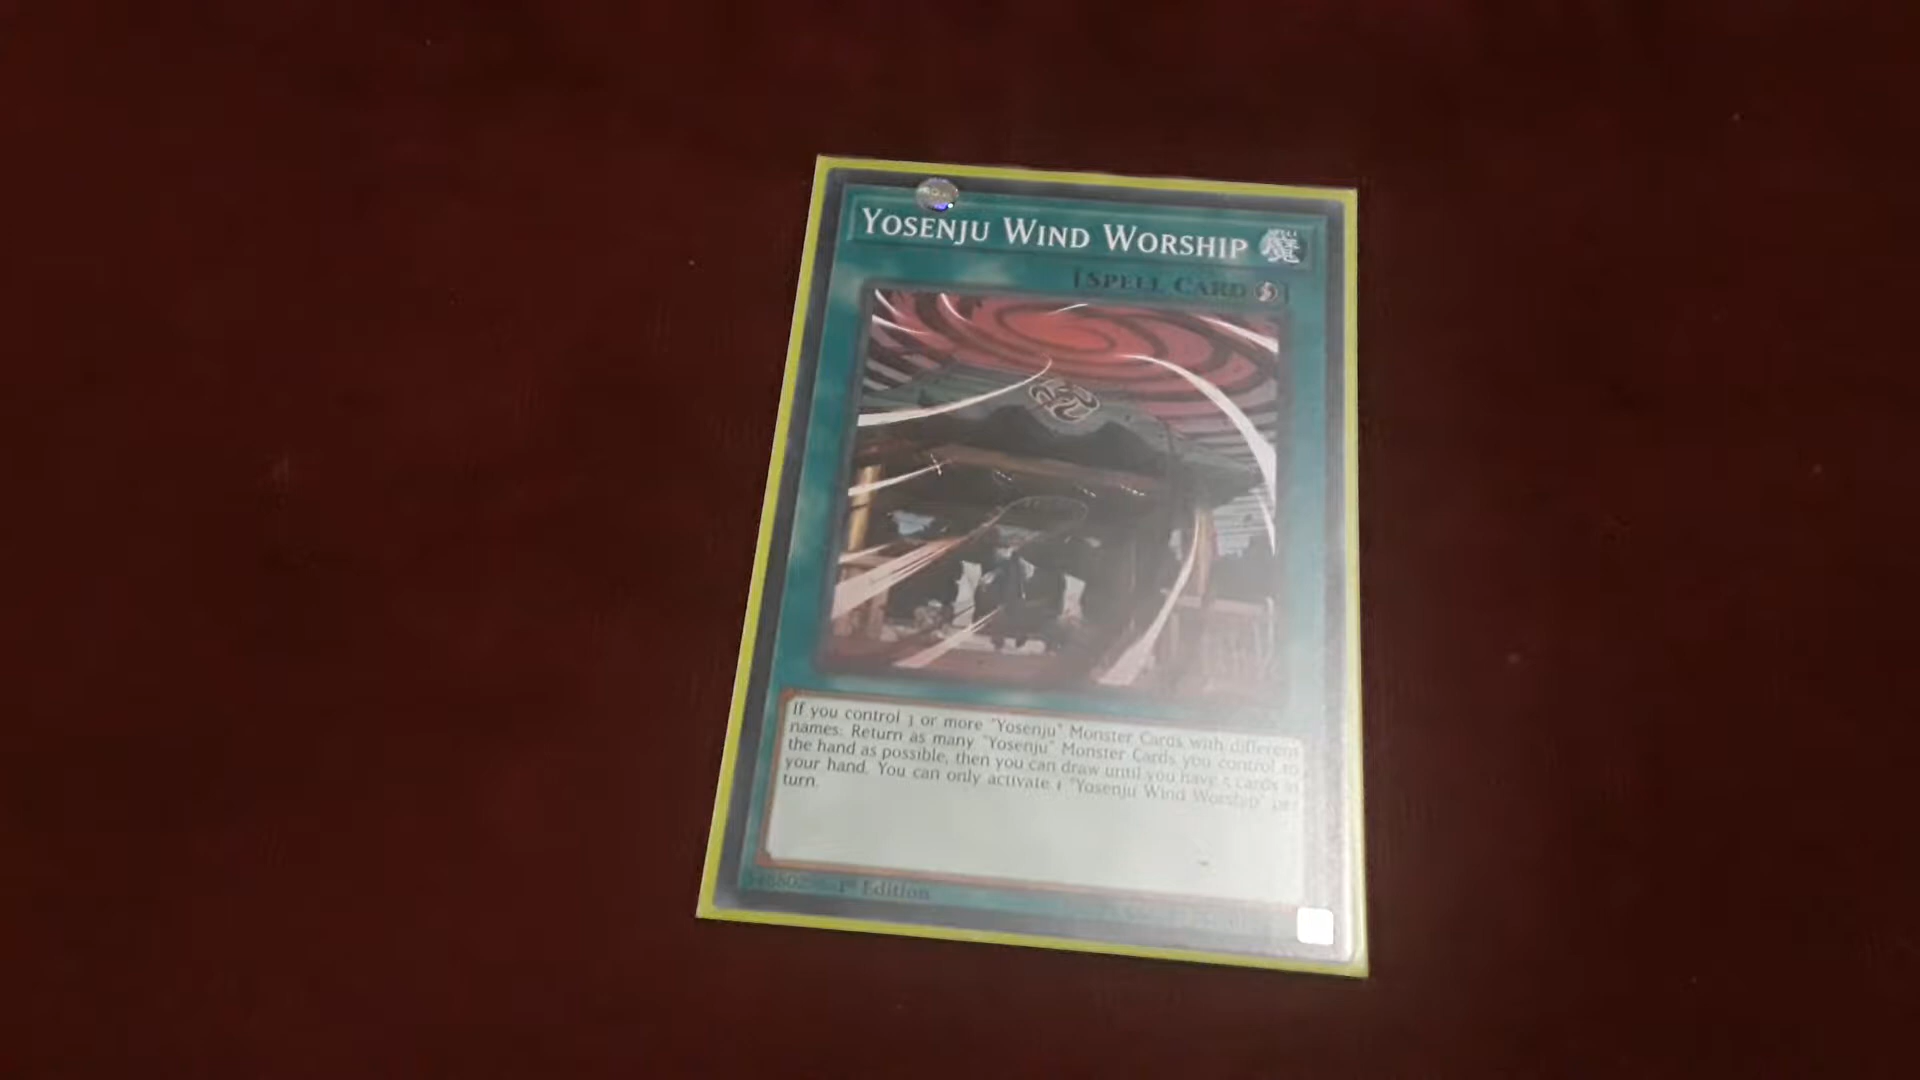 YOSENJU WIND WORSHIP
[SPELL CARD]
If you control 3 or more "Yosenju" Monster Cards with different
names: Return as many "Yosenju" Monster Cards you control to
the hand as possible, then you can draw until you have 5 cards in
your hand. You can only activate 1 "Yosenju Wind Worship" per
turn.
1st Edition